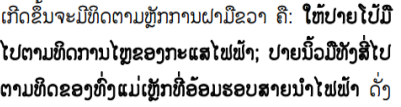 ເກີດຂຶ້ນຈະມີທິດຕາມຫຼັກການຝາມືຂວາ ຄື: ໃຫ້ປາຍໂປ້ມື
ໄປຕາມທິດການໄຫຼຂອງກະແສໄຟຟ້າ; ປາຍນິ້ວມືທັງສີ່ໄປ
ຕາມທິດຂອງທົ່ງແມ່ເຫຼັກທີ່ອ້ອມຮອບສາຍນຳໄຟຟ້າ ດັ່ງ